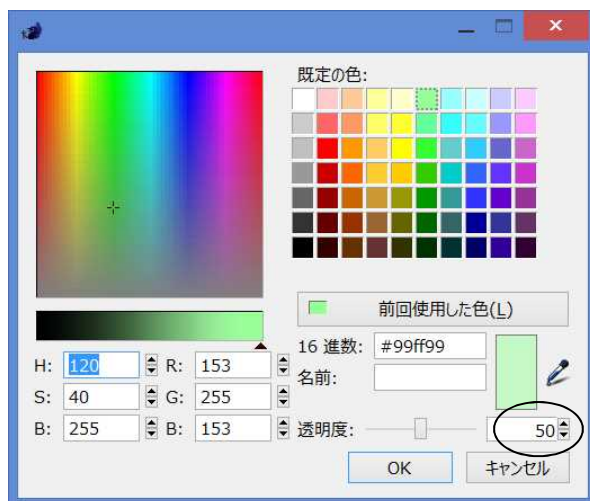 既定の色:
前回使用した色(L)
16 進数: #99ff99
名前:
H: 120 R: 153
S: 40 G: 255
B: 255 B: 153
透明度: 50
OK キャンセル